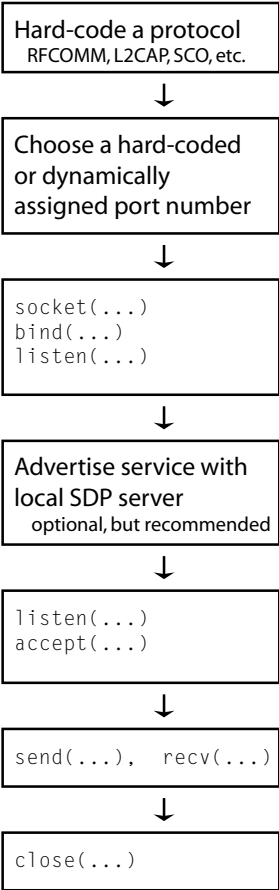 Hard-code a protocol
RFCOMM, L2CAP, SCO, etc.
↓
Choose a hard-coded
or dynamically
assigned port number
↓
socket(...)
bind(...)
listen(...)
↓
Advertise service with
local SDP server
optional, but recommended
↓
listen(...)
accept(...)
↓
send(...), recv(...)
↓
close(...)